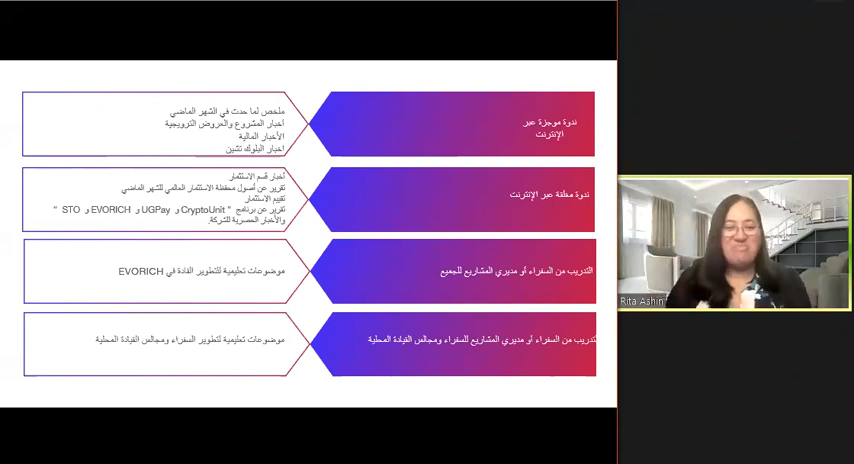 ندوة موجزة عبر
الإنترنت
ملخص لما حدث في الشهر الماضي
أخبار المشروع والعروض الترويجية
الأخبار المالية
اخبار البلوك تشين
ندوة مغلقة عبر الإنترنت
أخبار قسم الاستثمار
تقرير عن أصول محفظة الاستثمار العالمي للشهر الماضي
تقييم الاستثمار
تقرير عن برنامج " CryptoUnit و UGPay و EVORICH و STO "
والأخبار الحصرية للشركة.
التدريب من السفراء أو مديري المشاريع للجميع
موضوعات تعليمية لتطوير القادة في EVORICH
تدريب من السفراء أو مديري المشاريع للسفراء ومجالس القيادة المحلية
موضوعات تعليمية لتطوير السفراء ومجالس القيادة المحلية
Rita Ashin